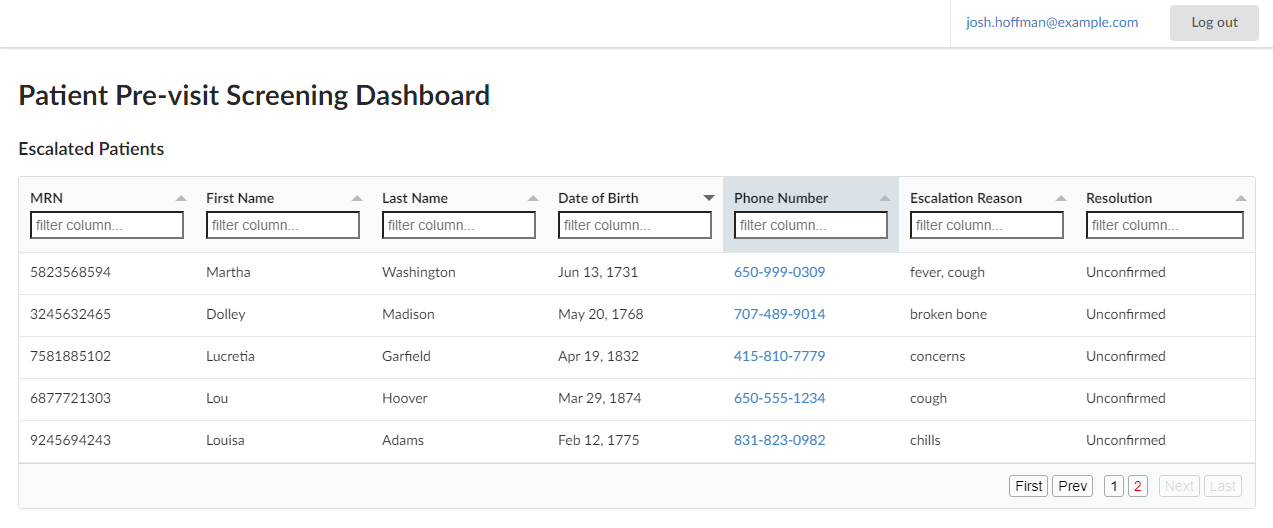 josh.hoffman@example.com Log out
Patient Pre-visit Screening Dashboard
Escalated Patients
MRN First Name Last Name Date of Birth Phone Number Escalation Reason Resolution
filter column... filter column... filter column... filter column... filter column... filter column... filter column...
5823568594 Martha Washington Jun 13, 1731 650-999-0309 fever, cough Unconfirmed
3245632465 Dolley Madison May 20, 1768 707-489-9014 broken bone Unconfirmed
7581885102 Lucretia Garfield Apr 19, 1832 415-810-7779 concerns Unconfirmed
6877721303 Lou Hoover Mar 29, 1874 650-555-1234 cough Unconfirmed
9245694243 Louisa Adams Feb 12, 1775 831-823-0982 chills Unconfirmed
First Prev 1 2 Next Last